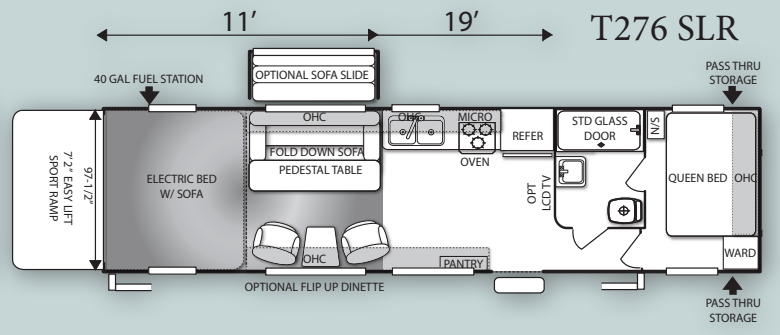 11' 19' T276 SLR
PASS THRU
STORAGE
40 GAL FUEL STATION
OPTIONAL SOFA SLIDE
OHC
OHC
MICRO
OVEN
REFER
STD GLASS
DOOR
N/S
FOLD DOWN SOFA
PEDESTAL TABLE
7'2" EASY LIFT
SPORT RAMP
97-1/2"
ELECTRIC BED
W/ SOFA
OPT
LCD TV
QUEEN BED
OHC
OHC
PANTRY
WARD
OPTIONAL FLIP UP DINETTE
PASS THRU
STORAGE